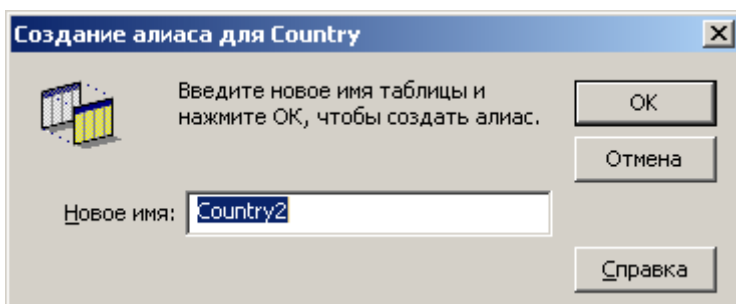 Создание алиаса для Country
Введите новое имя таблицы и
нажмите ОК, чтобы создать алиас.
ОК
Отмена
Новое имя: Country2
Справка